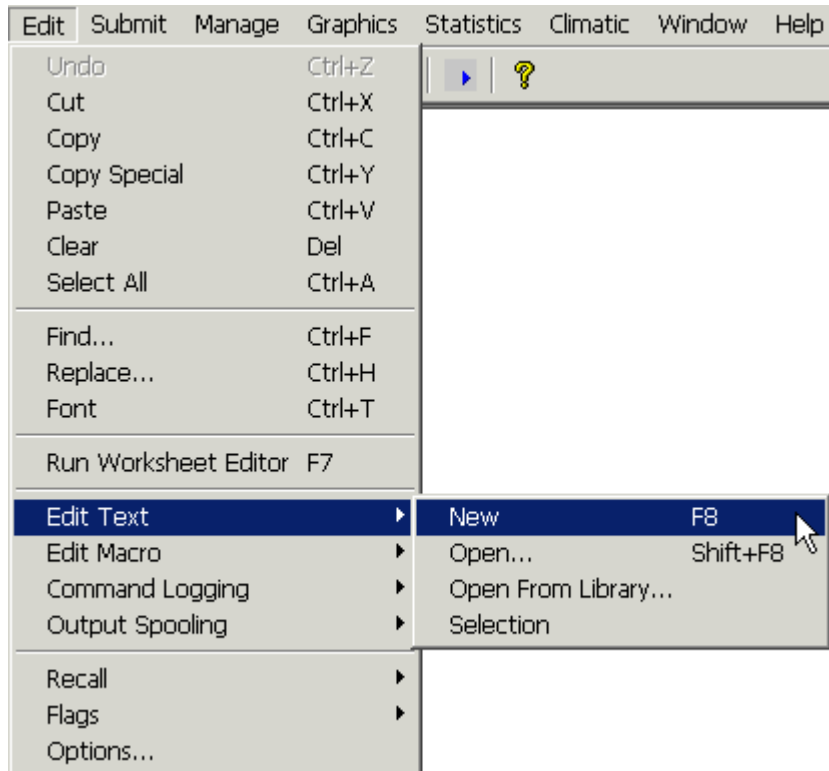 Edit Submit Manage Graphics Statistics Climatic Window Help
Undo Ctrl+Z
Cut Ctrl+X
Copy Ctrl+C
Copy Special Ctrl+Y
Paste Ctrl+V
Clear Del
Select All Ctrl+A
Find... Ctrl+F
Replace... Ctrl+H
Font Ctrl+T
Run Worksheet Editor F7
Edit Text
Edit Macro
Command Logging
Output Spooling
Recall
Flags
Options...
New F8
Open... Shift+F8
Open From Library...
Selection